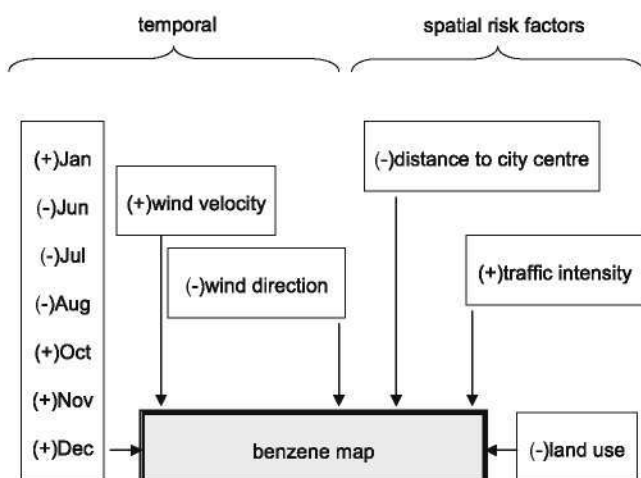 temporal
spatial risk factors
(+)Jan
(-)Jun
(-)Jul
(-)Aug
(+)Oct
(+)Nov
(+)Dec
(+)wind velocity
(-)wind direction
(-)distance to city centre
(+)traffic intensity
benzene map
(-)land use